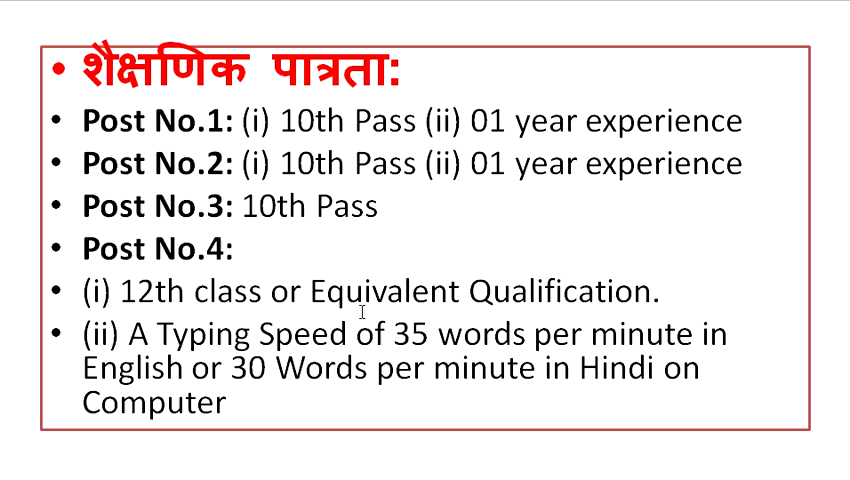 • शैक्षणिक पात्रता:
• Post No.1: (i) 10th Pass (ii) 01 year experience
• Post No.2: (i) 10th Pass (ii) 01 year experience
• Post No.3: 10th Pass
• Post No.4:
• (i) 12th class or Equivalent Qualification.
• (ii) A Typing Speed of 35 words per minute in
English or 30 Words per minute in Hindi on
Computer